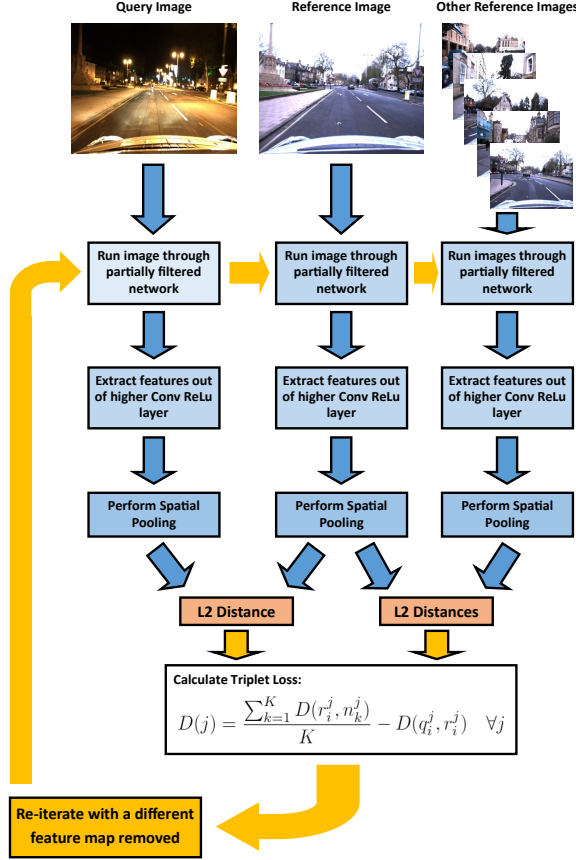 Query Image
Reference Image
Other Reference Images
Run image through
partially filtered
network
Run image through
partially filtered
network
Run images through
partially filtered
network
Extract features out
of higher Conv ReLu
layer
Extract features out
of higher Conv ReLu
layer
Extract features out
of higher Conv ReLu
layer
Perform Spatial
Pooling
Perform Spatial
Pooling
Perform Spatial
Pooling
L2 Distance
L2 Distances
Calculate Triplet Loss:
D(j) = \frac{\sum_{k=1}^{K} D(r_i^j, n_k^j)}{K} - D(q_i^j, r_i^j) \quad \forall j
Re-iterate with a different
feature map removed